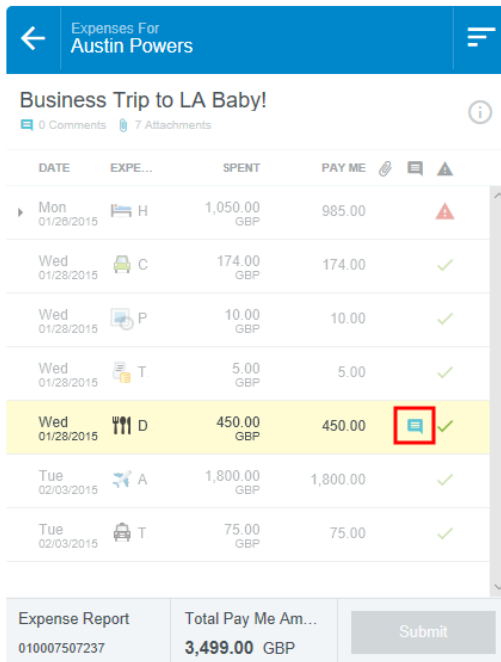 Expenses For
Austin Powers
Business Trip to LA Baby!
0 Comments 7 Attachments
DATE EXPE... SPENT PAY ME
Mon
01/26/2015
H
1,050.00
GBP
985.00
Wed
01/28/2015
C
174.00
GBP
174.00
Wed
01/28/2015
P
10.00
GBP
10.00
Wed
01/28/2015
T
5.00
GBP
5.00
Wed
01/28/2015
D
450.00
GBP
450.00
Tue
02/03/2015
A
1,800.00
GBP
1,800.00
Tue
02/03/2015
T
75.00
GBP
75.00
Expense Report
010007507237
Total Pay Me Am...
3,499.00 GBP
Submit